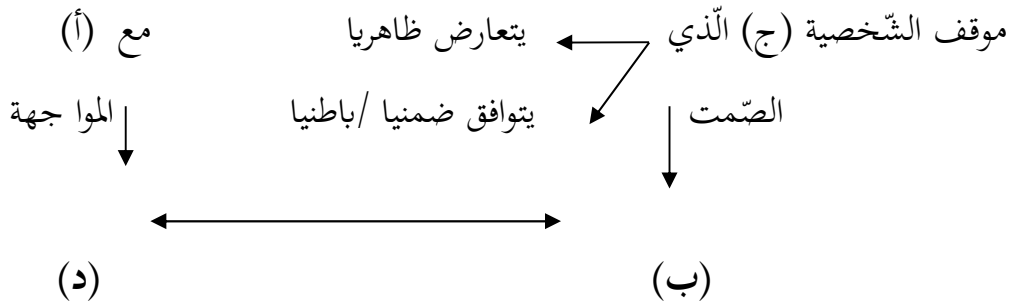 موقف الشّخصية (ج) الّذي يتعارض ظاهريا مع (أ)
الصّمت يتوافق ضمنيا /باطنيا الموا جهة
(ب) (د)